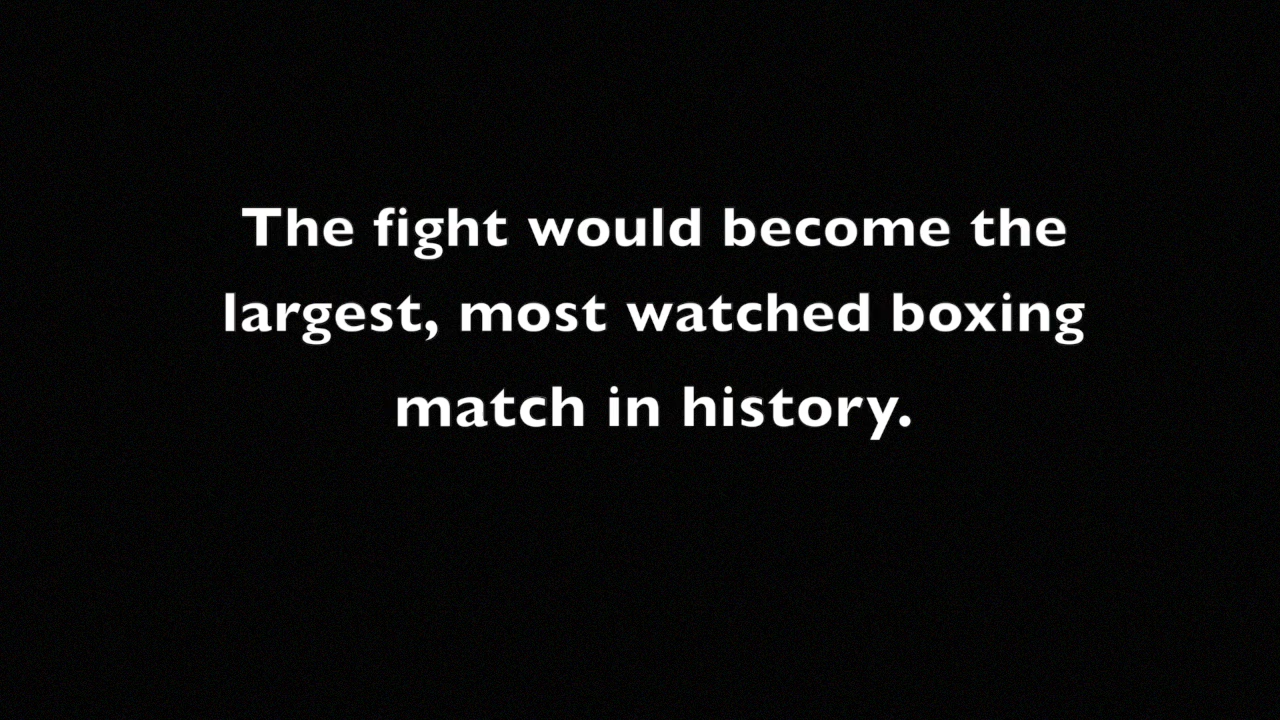 The fight would become the
largest, most watched boxing
match in history.